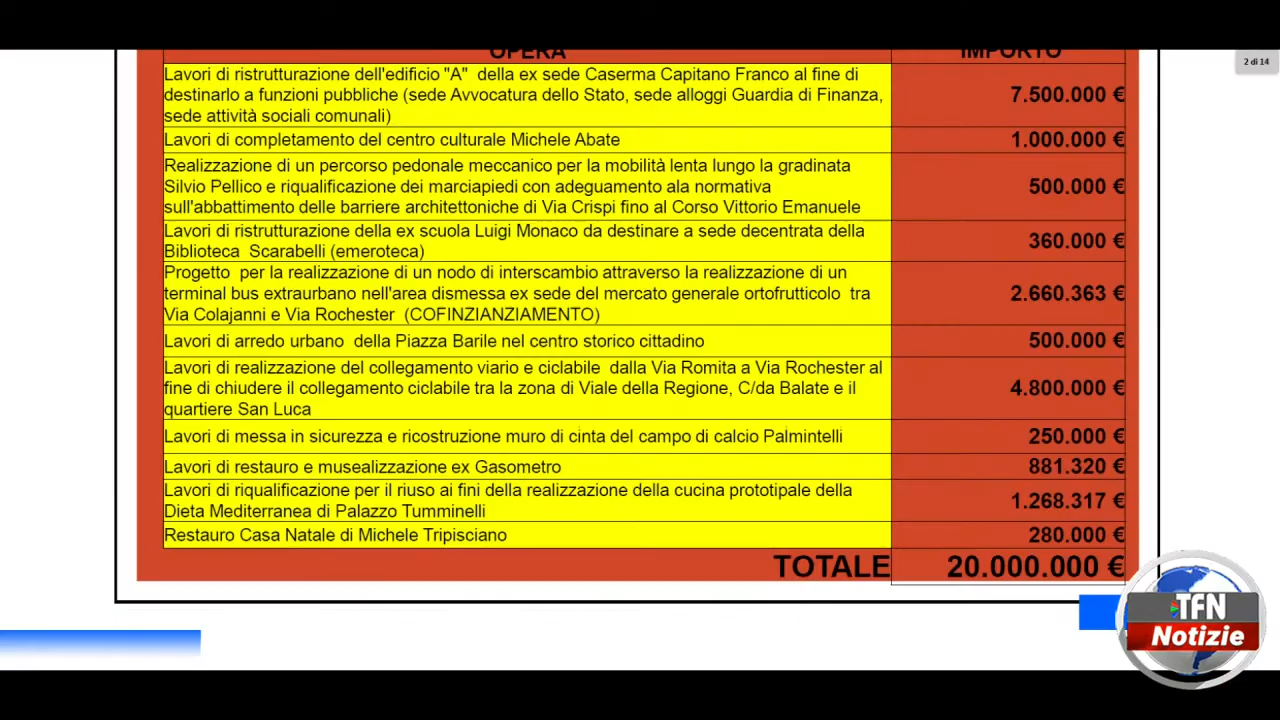 OPERA
IMPORTO
2 di 14
Lavori di ristrutturazione dell'edificio "A" della ex sede Caserma Capitano Franco al fine di
destinarlo a funzioni pubbliche (sede Avvocatura dello Stato, sede alloggi Guardia di Finanza,
sede attività sociali comunali)
7.500.000 €
Lavori di completamento del centro culturale Michele Abate
1.000.000 €
Realizzazione di un percorso pedonale meccanico per la mobilità lenta lungo la gradinata
Silvio Pellico e riqualificazione dei marciapiedi con adeguamento ala normativa
sull'abbattimento delle barriere architettoniche di Via Crispi fino al Corso Vittorio Emanuele
500.000 €
Lavori di ristrutturazione della ex scuola Luigi Monaco da destinare a sede decentrata della
Biblioteca Scarabelli (emeroteca)
360.000 €
Progetto per la realizzazione di un nodo di interscambio attraverso la realizzazione di un
terminal bus extraurbano nell'area dismessa ex sede del mercato generale ortofrutticolo tra
Via Colajanni e Via Rochester (COFINZIANZIAMENTO)
2.660.363 €
Lavori di arredo urbano della Piazza Barile nel centro storico cittadino
500.000 €
Lavori di realizzazione del collegamento viario e ciclabile dalla Via Romita a Via Rochester al
fine di chiudere il collegamento ciclabile tra la zona di Viale della Regione, C/da Balate e il
quartiere San Luca
4.800.000 €
Lavori di messa in sicurezza e ricostruzione muro di cinta del campo di calcio Palmintelli
250.000 €
Lavori di restauro e musealizzazione ex Gasometro
881.320 €
Lavori di riqualificazione per il riuso ai fini della realizzazione della cucina prototipale della
Dieta Mediterranea di Palazzo Tumminelli
1.268.317 €
Restauro Casa Natale di Michele Tripisciano
280.000 €
TOTALE
20.000.000 €
TFN
Notizie